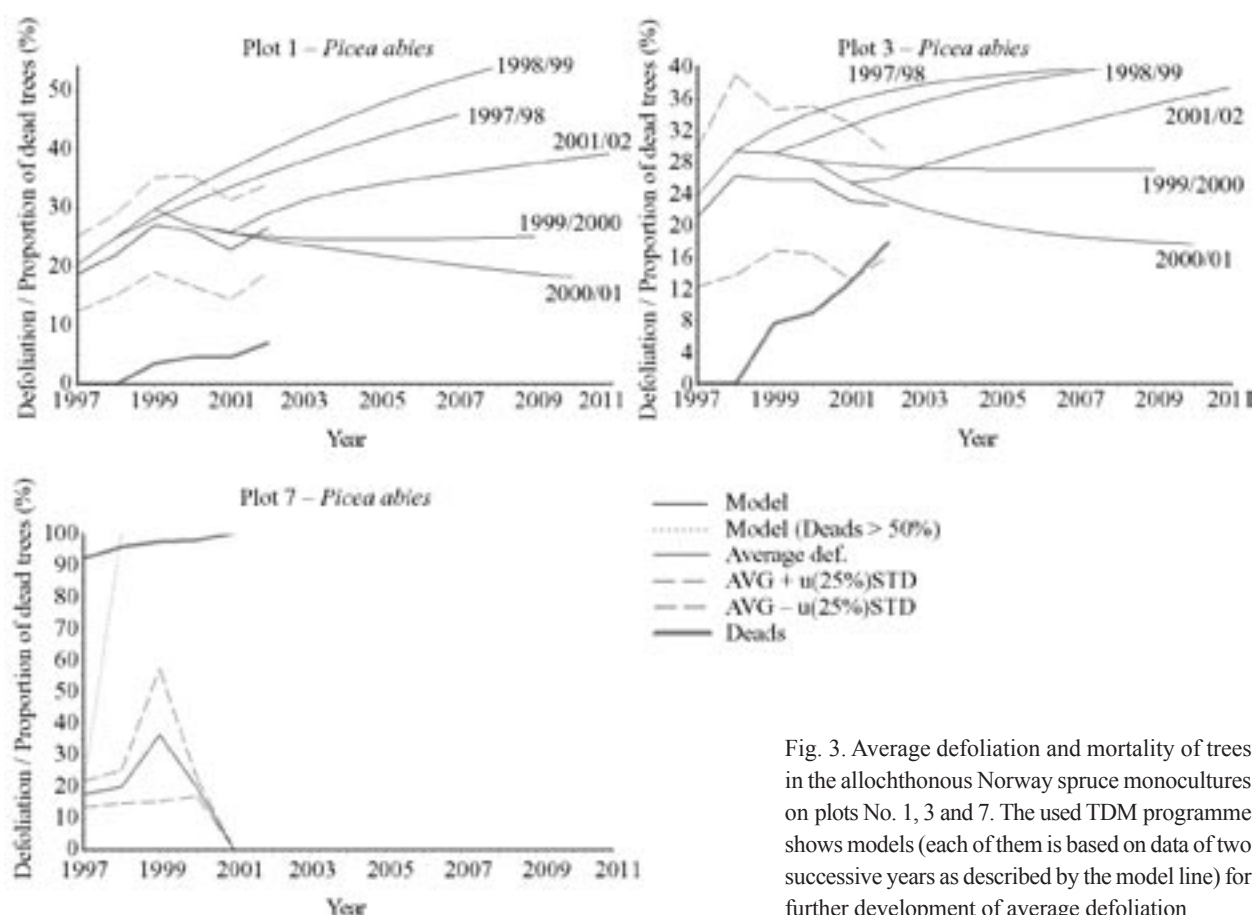 Plot 1 – Picea abies
Defoliation / Proportion of dead trees (%)
50
40
30
20
10
0
1998/99
1997/98
2001/02
1999/2000
2000/01
1997 1999 2001 2003 2005 2007 2009 2011
Year
Plot 3 – Picea abies
Defoliation / Proportion of dead trees (%)
40
36
32
28
24
20
16
12
8
4
0
1997/98
1998/99
2001/02
1999/2000
2000/01
1997 1999 2001 2003 2005 2007 2009 2011
Year
Plot 7 – Picea abies
Defoliation / Proportion of dead trees (%)
100
90
80
70
60
50
40
30
20
10
0
1997 1999 2001 2003 2005 2007 2009 2011
Year
Model
Model (Deads > 50%)
Average def.
AVG + u(25%)STD
AVG – u(25%)STD
Deads
Fig. 3. Average defoliation and mortality of trees
in the allochthonous Norway spruce monocultures
on plots No. 1, 3 and 7. The used TDM programme
shows models (each of them is based on data of two
successive years as described by the model line) for
further development of average defoliation